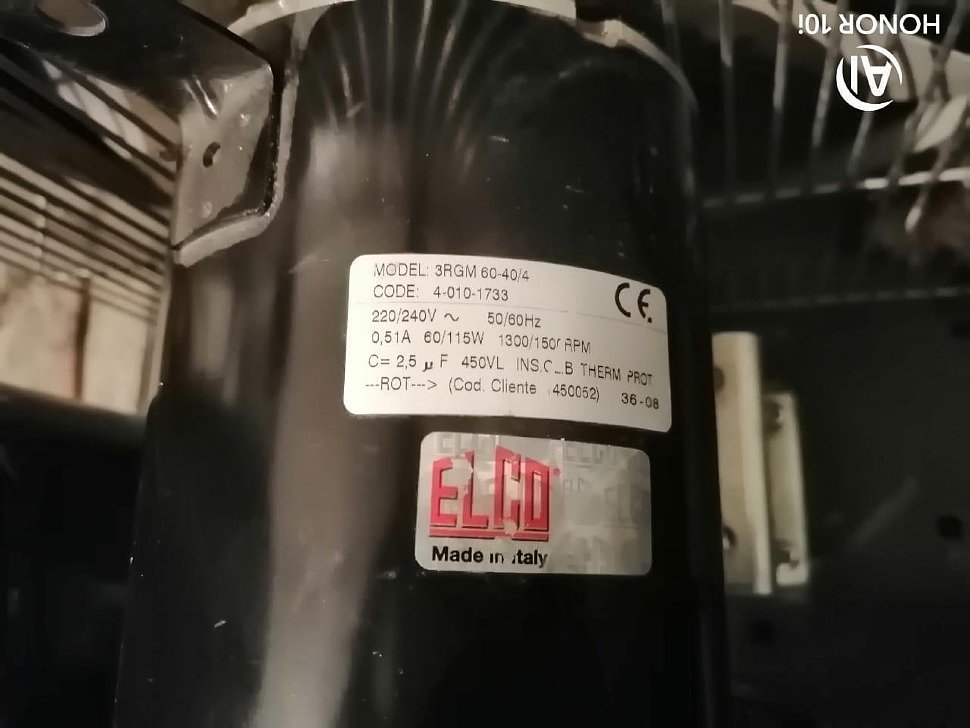 MODEL: 3RGM 60-40/4
CODE: 4-010-1733
CE
220/240V ~ 50/60Hz
0,51A 60/115W 1300/150 RPM
C= 2,5 µF 450VL INS.C_B THERM PROT
---ROT---> (Cod. Cliente 450052) 36-08
ELCO
Made in Italy
HONOR 10i
AI